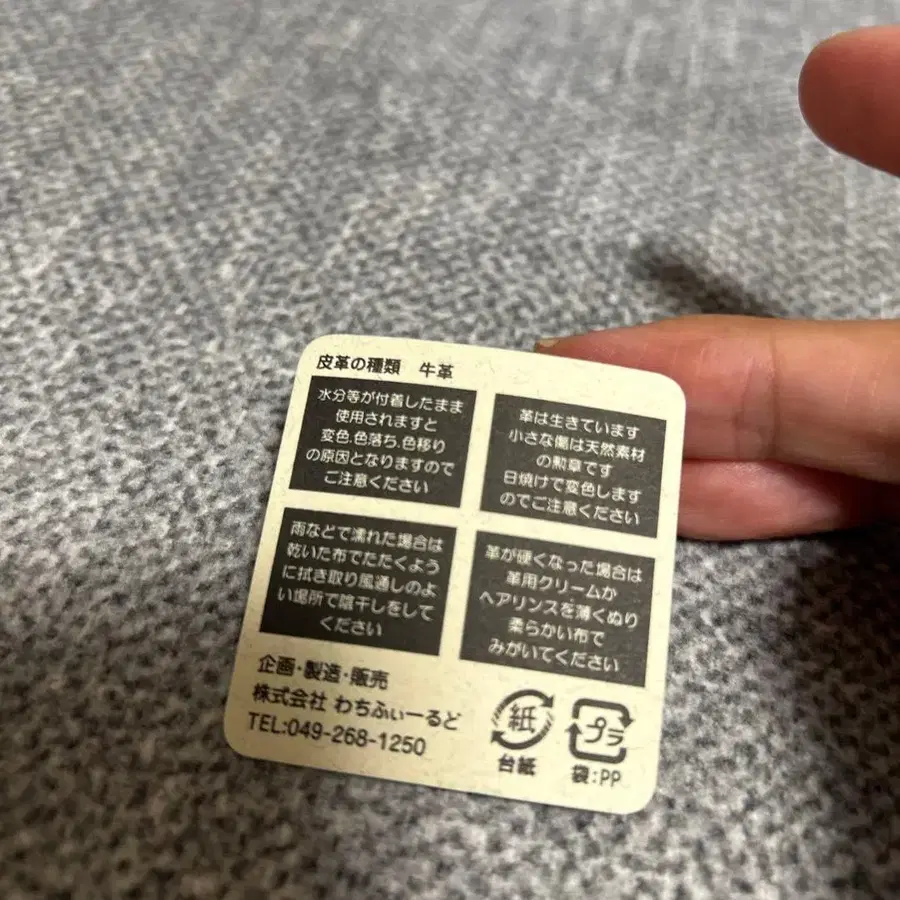 皮革の種類 牛革
水分等が付着したまま
使用されますと
変色,色落ち,色移り
の原因となりますので
ご注意ください
革は生きています
小さな傷は天然素材
の勲章です
日焼けで変色します
のでご注意ください
雨などで濡れた場合は
乾いた布でたたくよう
に拭き取り風通しのよ
い場所で陰干しをして
ください
革が硬くなった場合は
革用クリームか
ヘアリンスを薄くぬり
柔らかい布で
みがいてください
企画・製造・販売
株式会社 わちふぃーるど
TEL:049-268-1250
紙
台紙
プラ
袋:PP